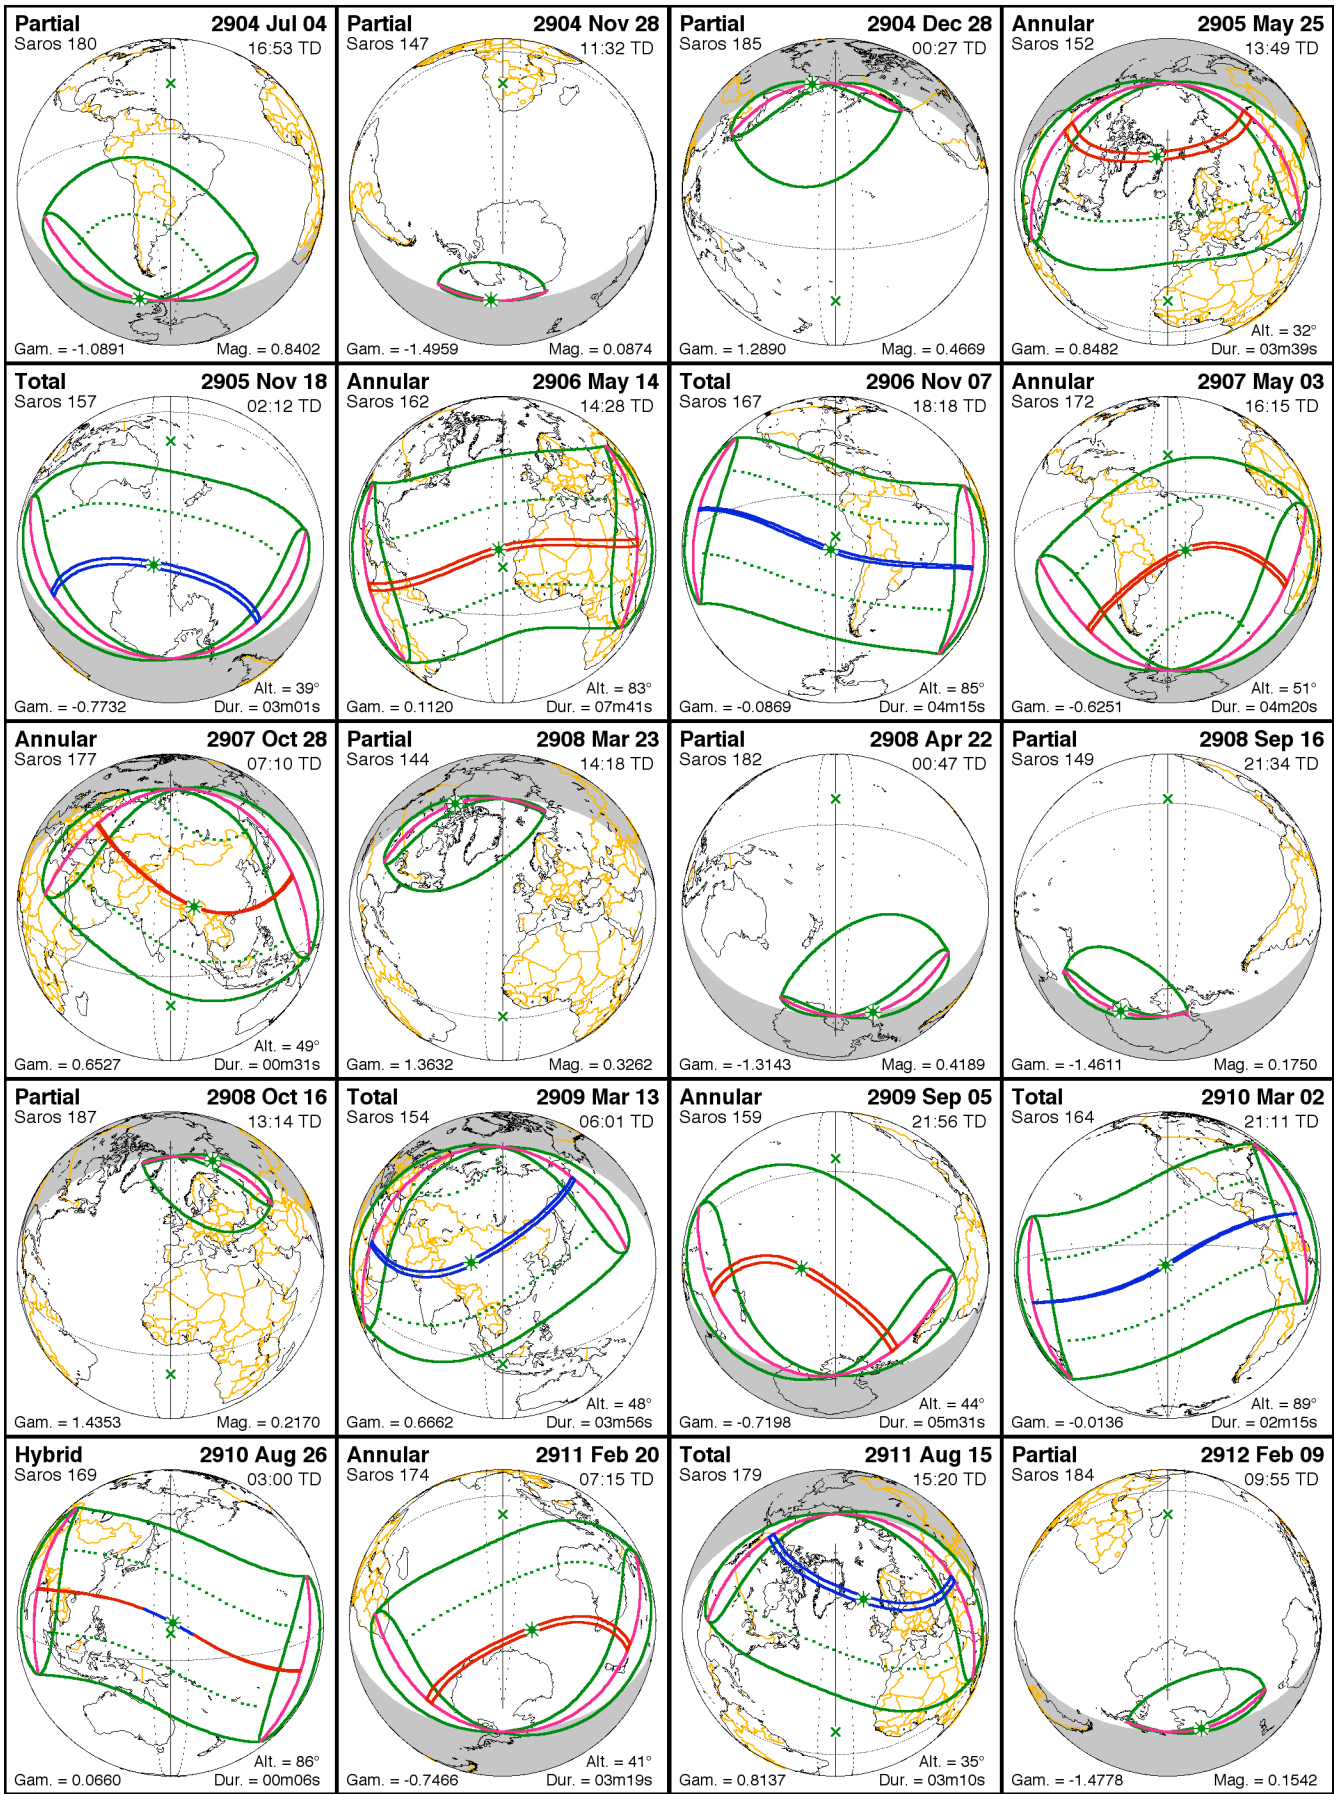 Partial 2904 Jul 04
Saros 180 16:53 TD
Gam. = -1.0891 Mag. = 0.8402
Partial 2904 Nov 28
Saros 147 11:32 TD
Gam. = -1.4959 Mag. = 0.0874
Partial 2904 Dec 28
Saros 185 00:27 TD
Gam. = 1.2890 Mag. = 0.4669
Annular 2905 May 25
Saros 152 13:49 TD
Alt. = 32°
Gam. = 0.8482 Dur. = 03m39s
Total 2905 Nov 18
Saros 157 02:12 TD
Alt. = 39°
Gam. = -0.7732 Dur. = 03m01s
Annular 2906 May 14
Saros 162 14:28 TD
Alt. = 83°
Gam. = 0.1120 Dur. = 07m41s
Total 2906 Nov 07
Saros 167 18:18 TD
Alt. = 85°
Gam. = -0.0869 Dur. = 04m15s
Annular 2907 May 03
Saros 172 16:15 TD
Alt. = 51°
Gam. = -0.6251 Dur. = 04m20s
Annular 2907 Oct 28
Saros 177 07:10 TD
Alt. = 49°
Gam. = 0.6527 Dur. = 00m31s
Partial 2908 Mar 23
Saros 144 14:18 TD
Gam. = 1.3632 Mag. = 0.3262
Partial 2908 Apr 22
Saros 182 00:47 TD
Gam. = -1.3143 Mag. = 0.4189
Partial 2908 Sep 16
Saros 149 21:34 TD
Gam. = -1.4611 Mag. = 0.1750
Partial 2908 Oct 16
Saros 187 13:14 TD
Gam. = 1.4353 Mag. = 0.2170
Total 2909 Mar 13
Saros 154 06:01 TD
Alt. = 48°
Gam. = 0.6662 Dur. = 03m56s
Annular 2909 Sep 05
Saros 159 21:56 TD
Alt. = 44°
Gam. = -0.7198 Dur. = 05m31s
Total 2910 Mar 02
Saros 164 21:11 TD
Alt. = 89°
Gam. = -0.0136 Dur. = 02m15s
Hybrid 2910 Aug 26
Saros 169 03:00 TD
Alt. = 86°
Gam. = 0.0660 Dur. = 00m06s
Annular 2911 Feb 20
Saros 174 07:15 TD
Alt. = 41°
Gam. = -0.7466 Dur. = 03m19s
Total 2911 Aug 15
Saros 179 15:20 TD
Alt. = 35°
Gam. = 0.8137 Dur. = 03m10s
Partial 2912 Feb 09
Saros 184 09:55 TD
Gam. = -1.4778 Mag. = 0.1542